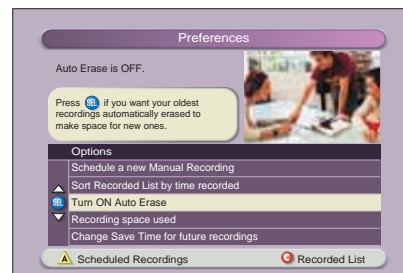 Preferences
Auto Erase is OFF.
Press SEL if you want your oldest
recordings automatically erased to
make space for new ones.
Options
Schedule a new Manual Recording
Sort Recorded List by time recorded
SEL Turn ON Auto Erase
Recording space used
Change Save Time for future recordings
A Scheduled Recordings C Recorded List